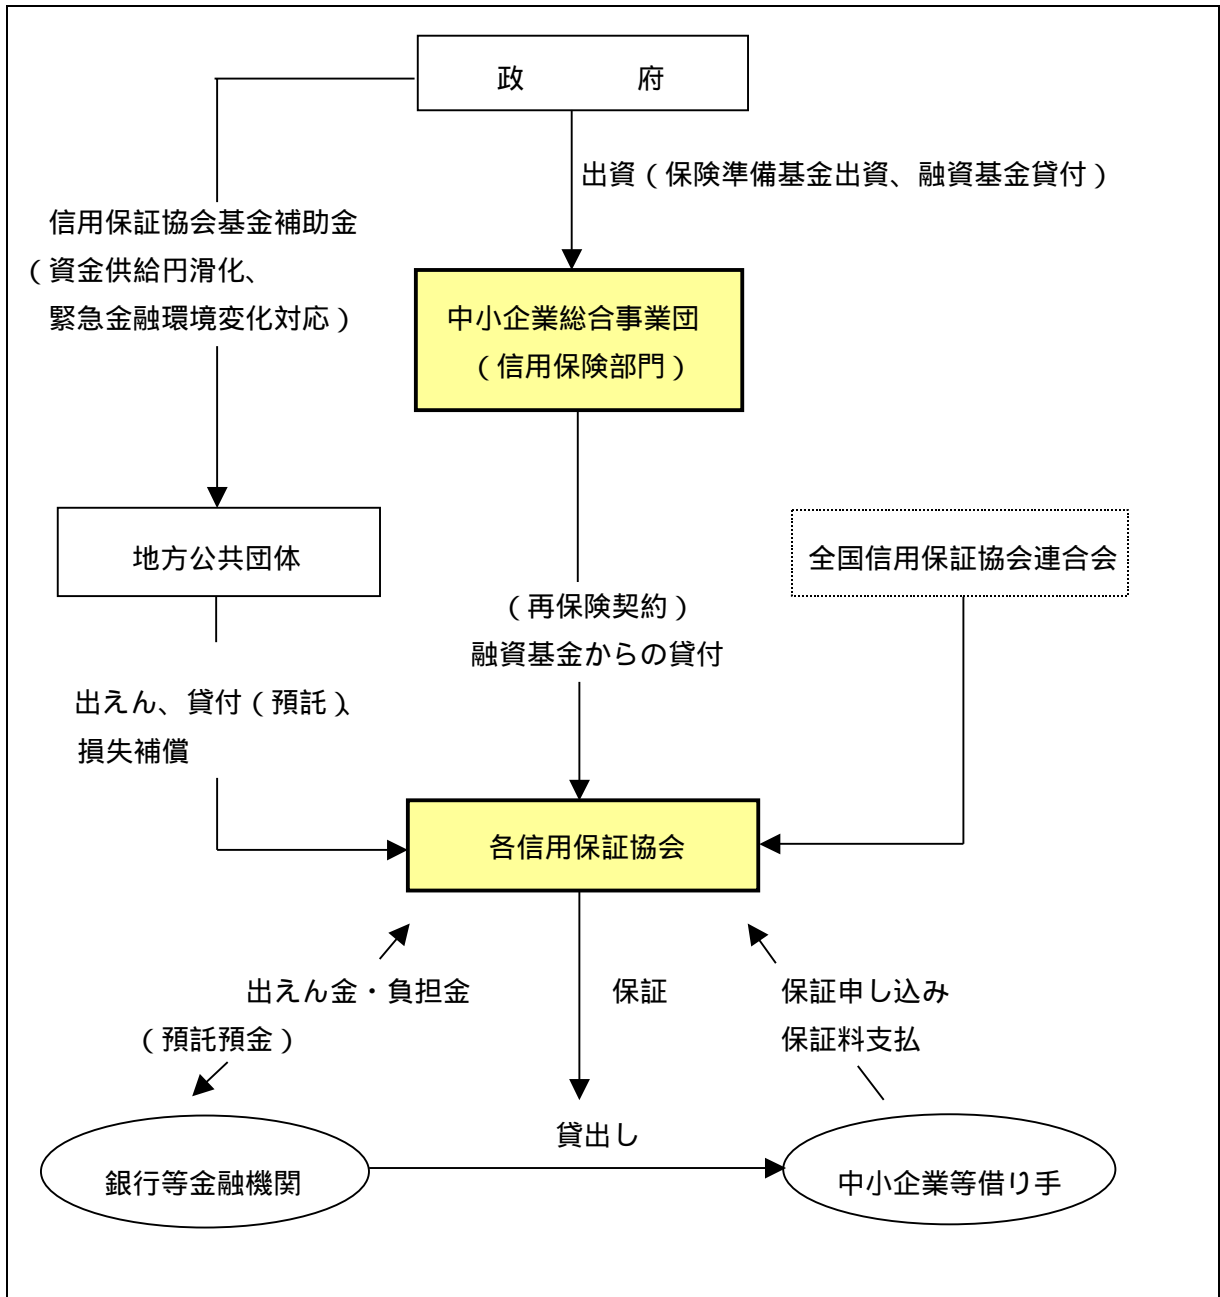 政　　　府
出資（保険準備基金出資、融資基金貸付）
信用保証協会基金補助金
（資金供給円滑化、
緊急金融環境変化対応）
中小企業総合事業団
（信用保険部門）
地方公共団体
全国信用保証協会連合会
（再保険契約）
融資基金からの貸付
出えん、貸付（預託）、
損失補償
各信用保証協会
出えん金・負担金
（預託預金）
保証
保証申し込み
保証料支払
貸出し
銀行等金融機関
中小企業等借り手